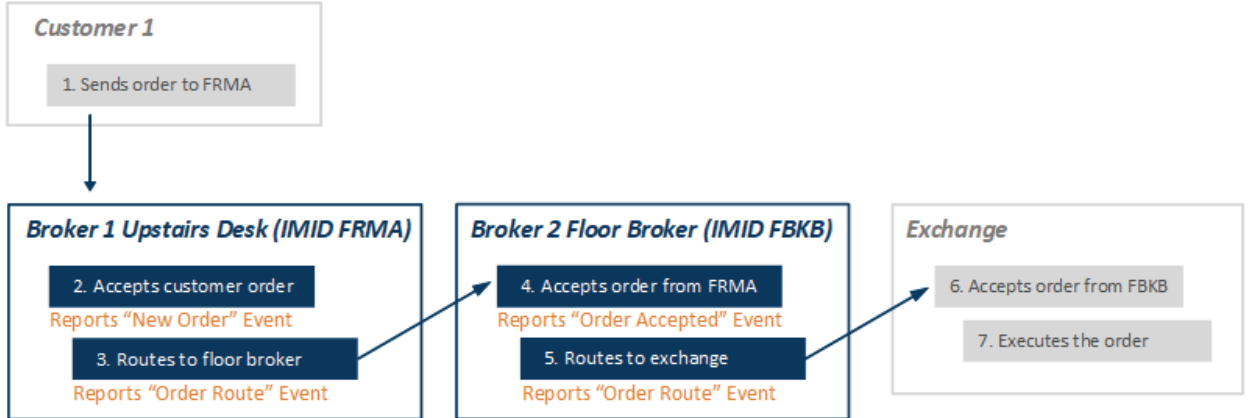 Customer 1
1. Sends order to FRMA
Broker 1 Upstairs Desk (IMID FRMA)
2. Accepts customer order
Reports “New Order” Event
3. Routes to floor broker
Reports “Order Route” Event
Broker 2 Floor Broker (IMID FBKB)
4. Accepts order from FRMA
Reports “Order Accepted” Event
5. Routes to exchange
Reports “Order Route” Event
Exchange
6. Accepts order from FBKB
7. Executes the order